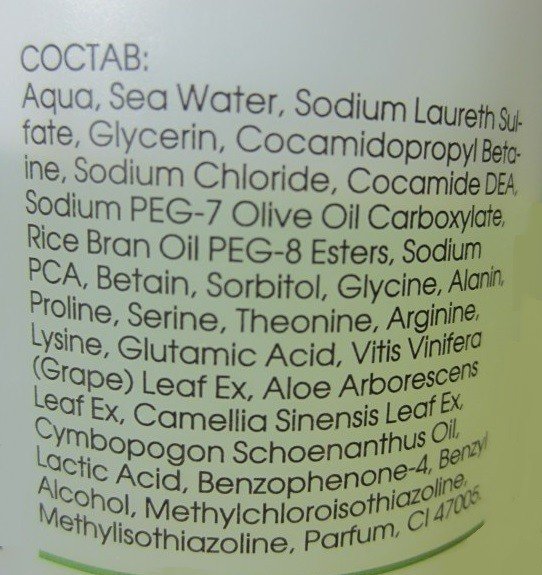 СОСТАВ:
Aqua, Sea Water, Sodium Laureth Sul-
fate, Glycerin, Cocamidopropyl Beta-
ine, Sodium Chloride, Cocamide DEA,
Sodium PEG-7 Olive Oil Carboxylate,
Rice Bran Oil PEG-8 Esters, Sodium
PCA, Betain, Sorbitol, Glycine, Alanin,
Proline, Serine, Theonine, Arginine,
Lysine, Glutamic Acid, Vitis Vinifera
(Grape) Leaf Ex, Aloe Arborescens
Leaf Ex, Camellia Sinensis Leaf Ex,
Cymbopogon Schoenanthus Oil,
Lactic Acid, Benzophenone-4, Benzyl
Alcohol, Methylchloroisothiazoline,
Methylisothiazoline, Parfum, CI 47005.